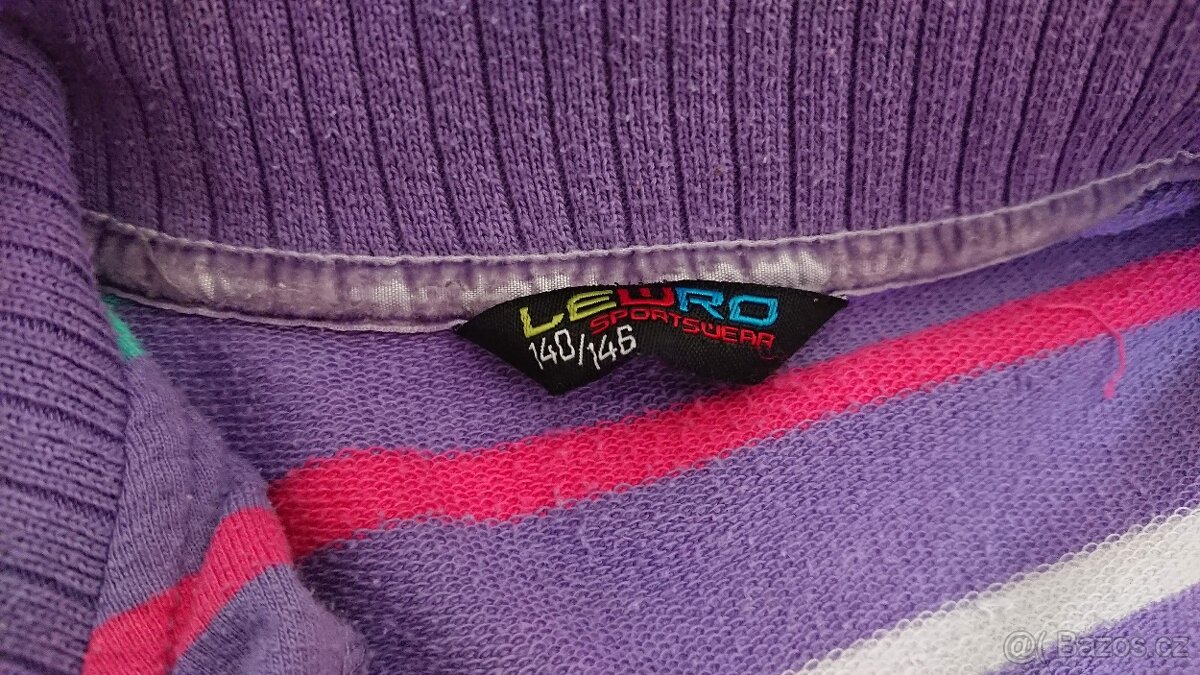 LEWRO
SPORTSWEAR
140/146
@( Bazos.cz